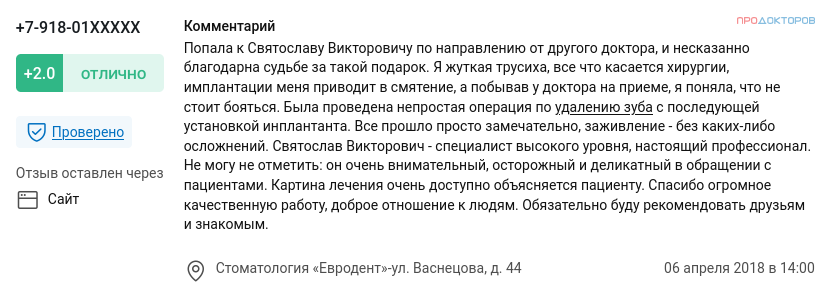 +7-918-01XXXXX
+2.0 ОТЛИЧНО
Проверено
Отзыв оставлен через
Сайт
Комментарий
ПРОДОКТОРОВ
Попала к Святославу Викторовичу по направлению от другого доктора, и несказанно
благодарна судьбе за такой подарок. Я жуткая трусиха, все что касается хирургии,
имплантации меня приводит в смятение, а побывав у доктора на приеме, я поняла, что не
стоит бояться. Была проведена непростая операция по удалению зуба с последующей
установкой инплантанта. Все прошло просто замечательно, заживление - без каких-либо
осложнений. Святослав Викторович - специалист высокого уровня, настоящий профессионал.
Не могу не отметить: он очень внимательный, осторожный и деликатный в обращении с
пациентами. Картина лечения очень доступно объясняется пациенту. Спасибо огромное
качественную работу, доброе отношение к людям. Обязательно буду рекомендовать друзьям
и знакомым.
Стоматология «Евродент»-ул. Васнецова, д. 44
06 апреля 2018 в 14:00